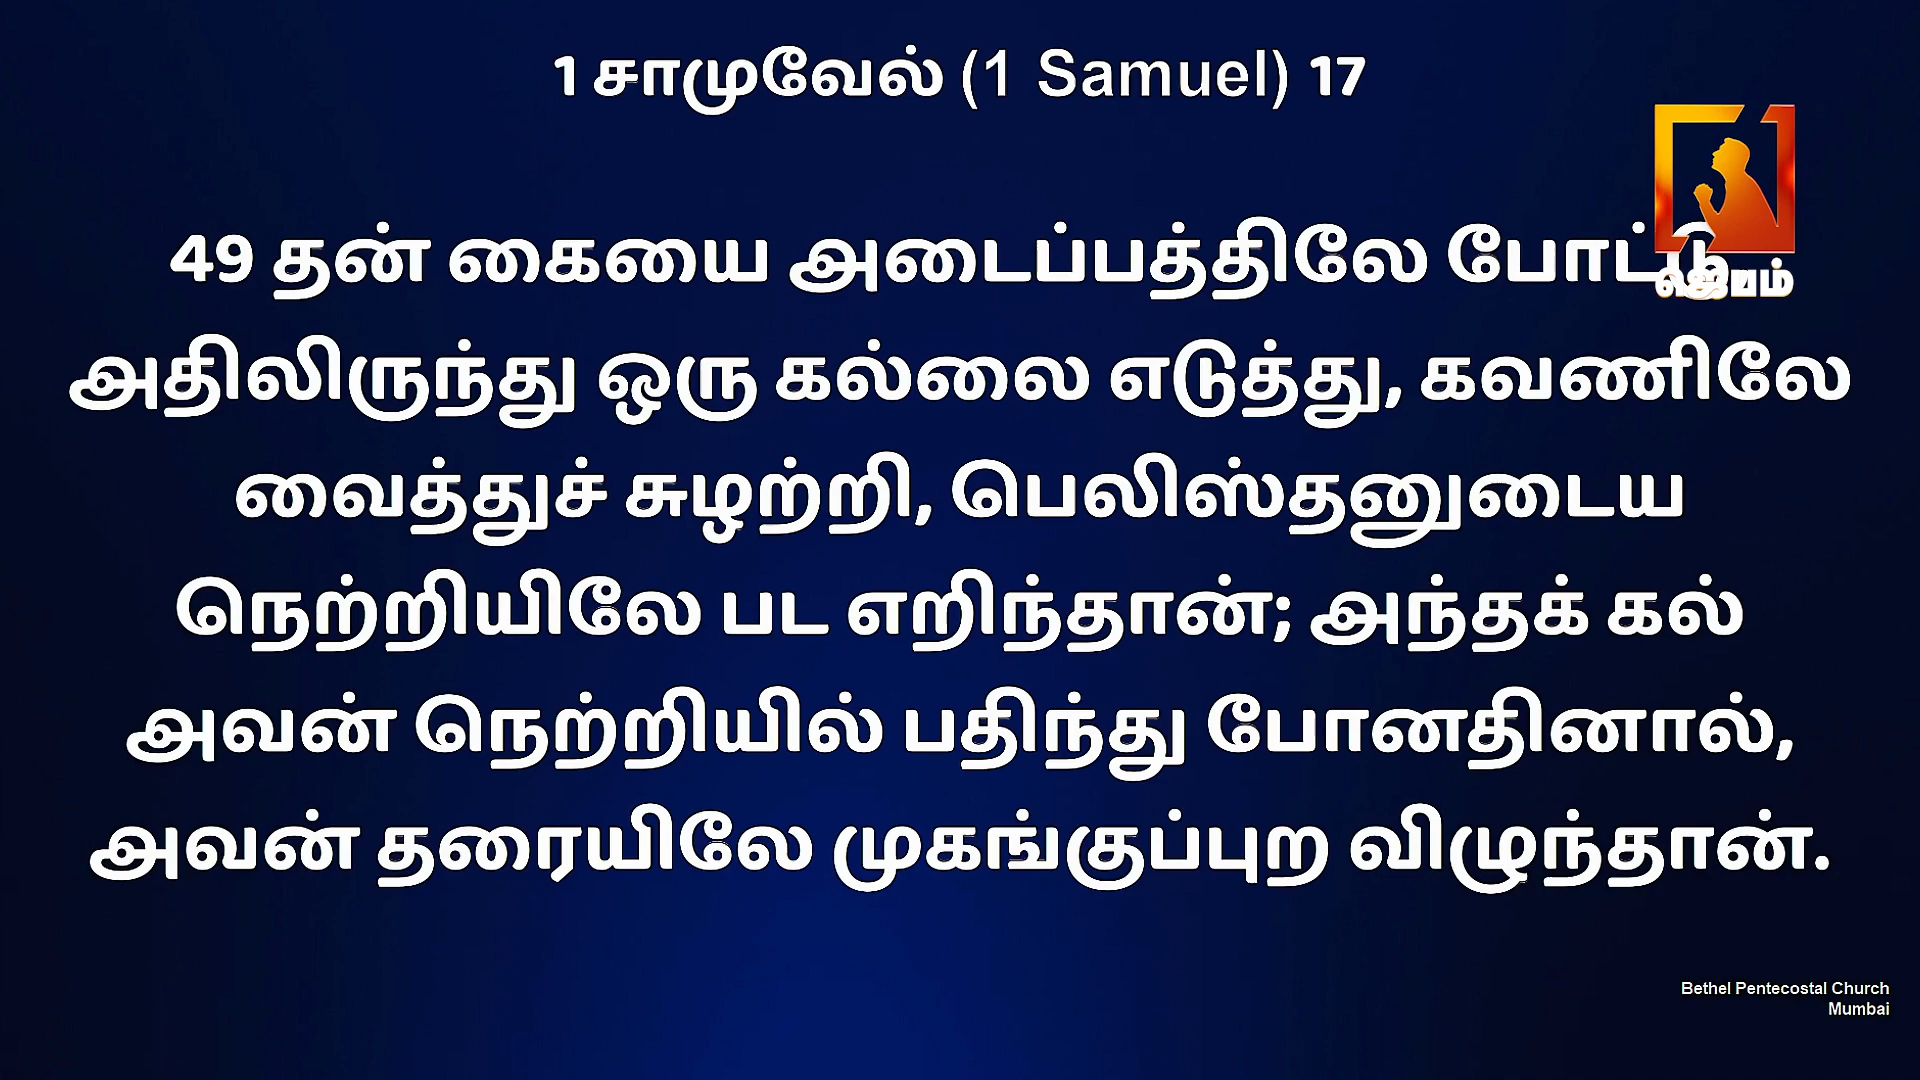 1 சாமுவேல் (1 Samuel) 17
49 தன் கையை அடைப்பத்திலே போட்டு,
அதிலிருந்து ஒரு கல்லை எடுத்து, கவணிலே
வைத்துச் சுழற்றி, பெலிஸ்தனுடைய
நெற்றியிலே பட எறிந்தான்; அந்தக் கல்
அவன் நெற்றியில் பதிந்து போனதினால்,
அவன் தரையிலே முகங்குப்புற விழுந்தான்.
ஜெபம்
Bethel Pentecostal Church
Mumbai